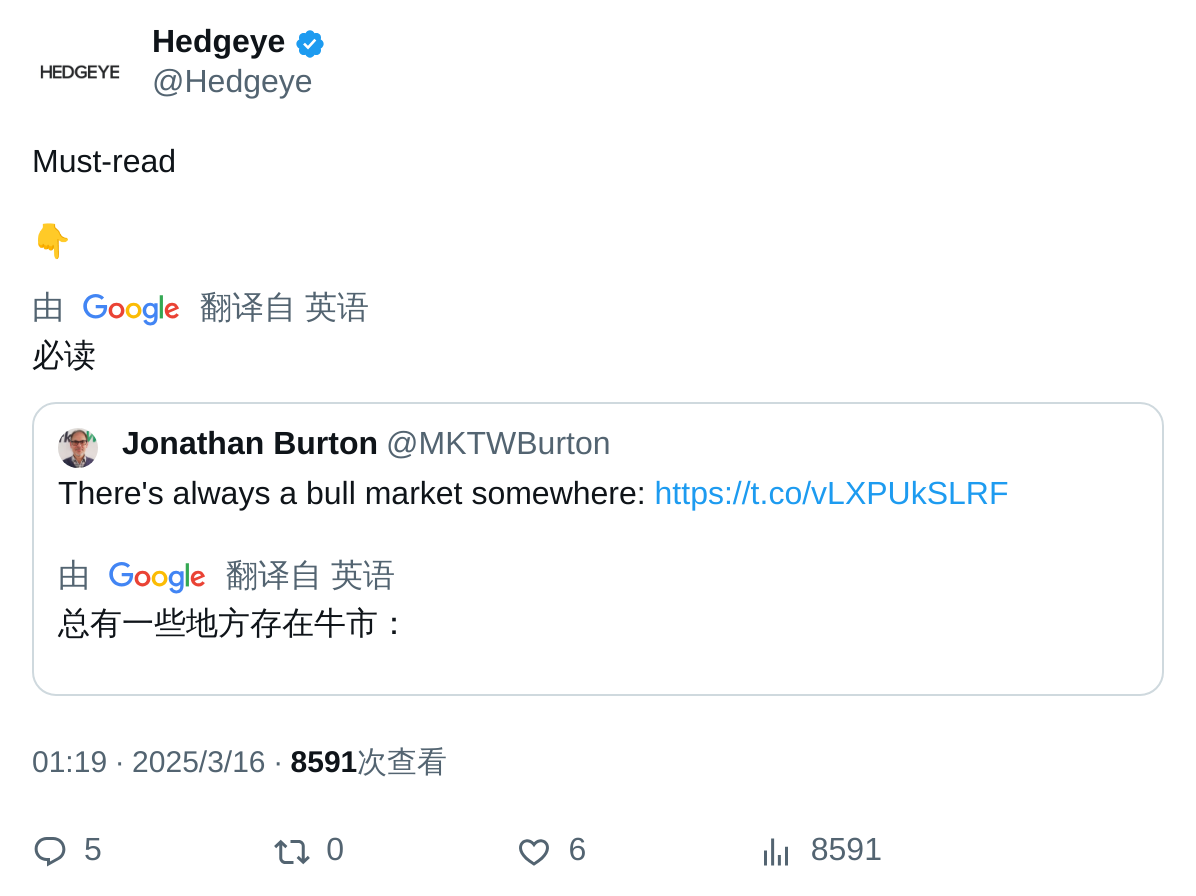 HEDGEYE
Hedgeye
@Hedgeye
Must-read
👇
由 Google 翻译自 英语
必读
Jonathan Burton @MKTWBurton
There's always a bull market somewhere: https://t.co/vLXPUkSLRF
由 Google 翻译自 英语
总有一些地方存在牛市：
01:19 · 2025/3/16 · 8591次查看
5 0 6 8591